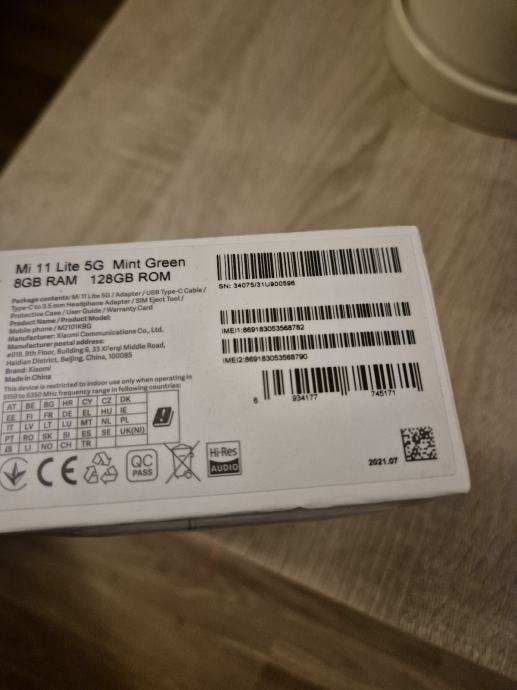 Mi 11 Lite 5G Mint Green
8GB RAM 128GB ROM
Package contents: Mi 11 Lite 5G / Adapter / USB Type-C Cable /
Type-C to 3.5 mm Headphone Adapter / SIM Eject Tool /
Protective Case / User Guide / Warranty Card
Product Name / Product Model:
Mobile phone / M2101K9G
Manufacturer: Xiaomi Communications Co., Ltd.
Manufacturer postal address:
#019, 9th Floor, Building 6, 33 Xi'erqi Middle Road,
Haidian District, Beijing, China, 100085
Brand: Xiaomi
Made in China
This device is restricted to indoor use only when operating in
5150 to 5350 MHz frequency range in following countries:
AT BE BG HR CY CZ DK
EE FI FR DE EL HU IE
IT LV LT LU MT NL PL
PT RO SK SI ES SE UK(NI)
IS LI NO CH TR
CE
QC
PASS
Hi-Res
AUDIO
SN: 34075/31U900596
IMEI1:869183053568782
IMEI2:869183053568790
6 934177 745171
2021.07